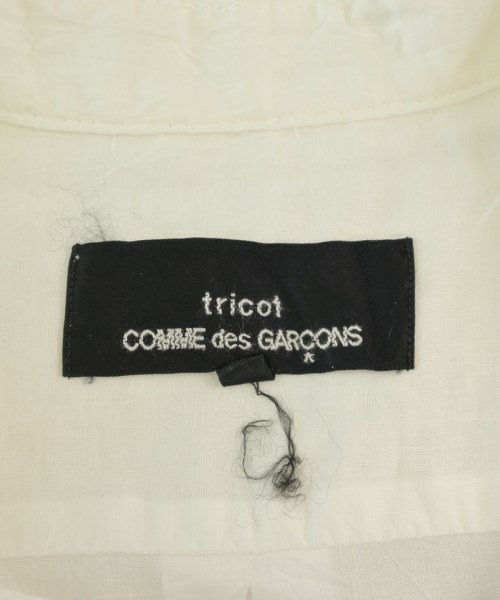 tricot
COMME des GARCONS
*